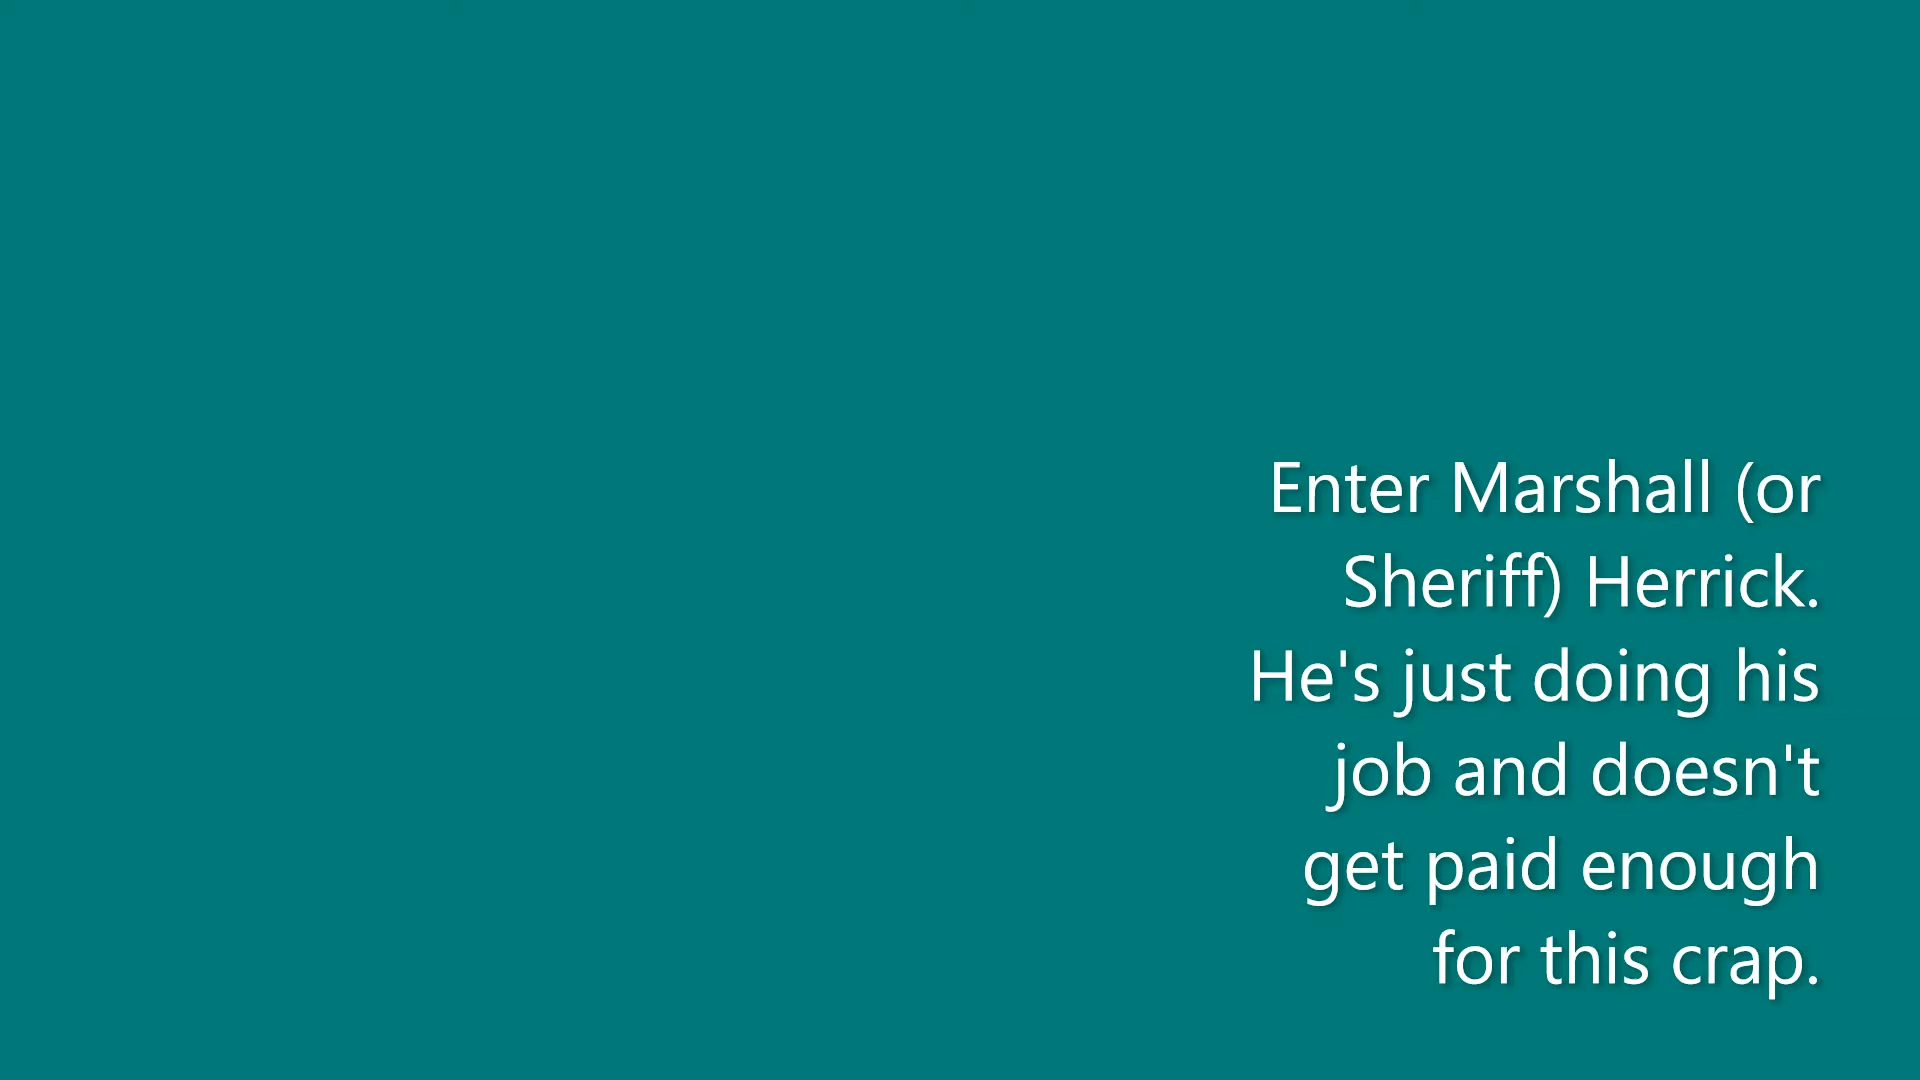 Enter Marshall (or
Sheriff) Herrick.
He's just doing his
job and doesn't
get paid enough
for this crap.